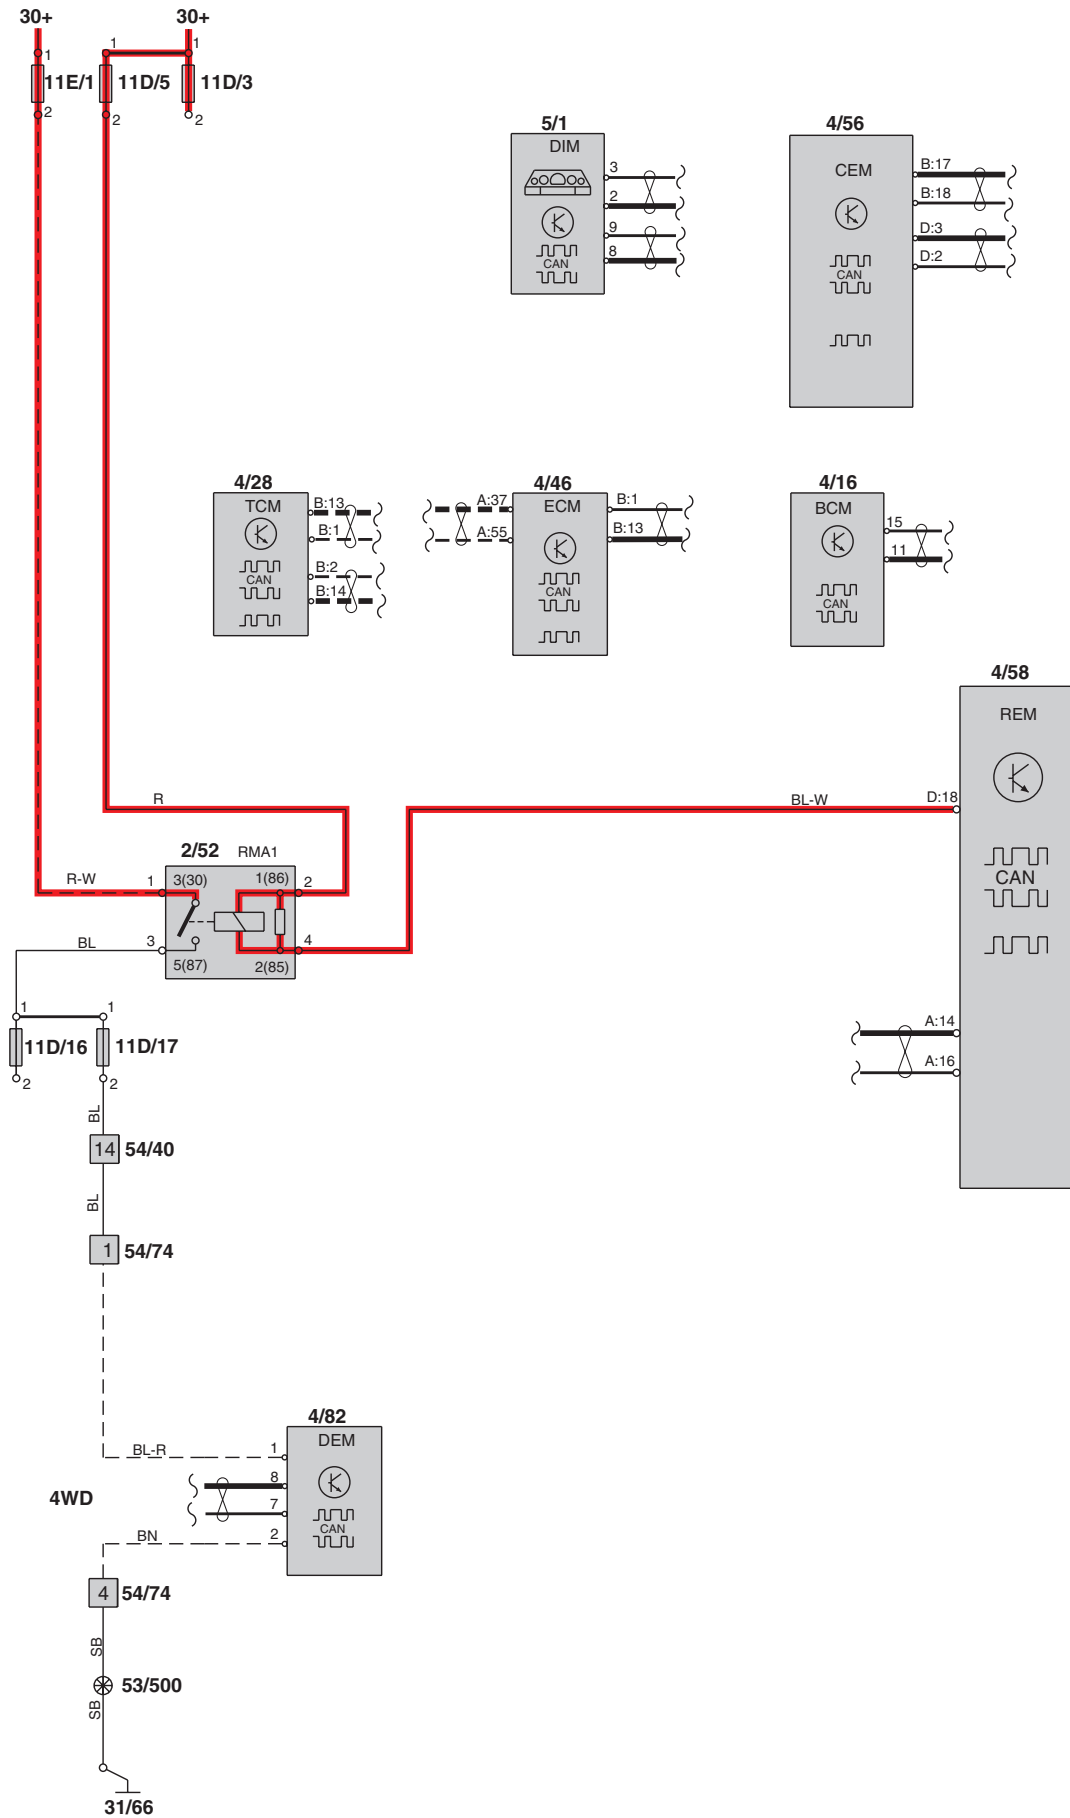 30+ 30+
1 1 1
11E/1 11D/5 11D/3
2 2 2
5/1
DIM
3
2
9
8
CAN
4/56
CEM
B:17
B:18
D:3
D:2
CAN
4/28
TCM
B:13
B:1
B:2
B:14
CAN
4/46
A:37
ECM
B:1
A:55
B:13
CAN
4/16
BCM
15
11
CAN
4/58
REM
R
BL-W
D:18
CAN
A:14
A:16
2/52 RMA1
R-W 1 3(30) 1(86) 2
BL 3 4
5(87) 2(85)
1 1
11D/16 11D/17
2 2
BL
14 54/40
BL
1 54/74
4/82
DEM
BL-R 1
8
4WD
7
CAN
BN 2
4 54/74
SB
53/500
SB
31/66